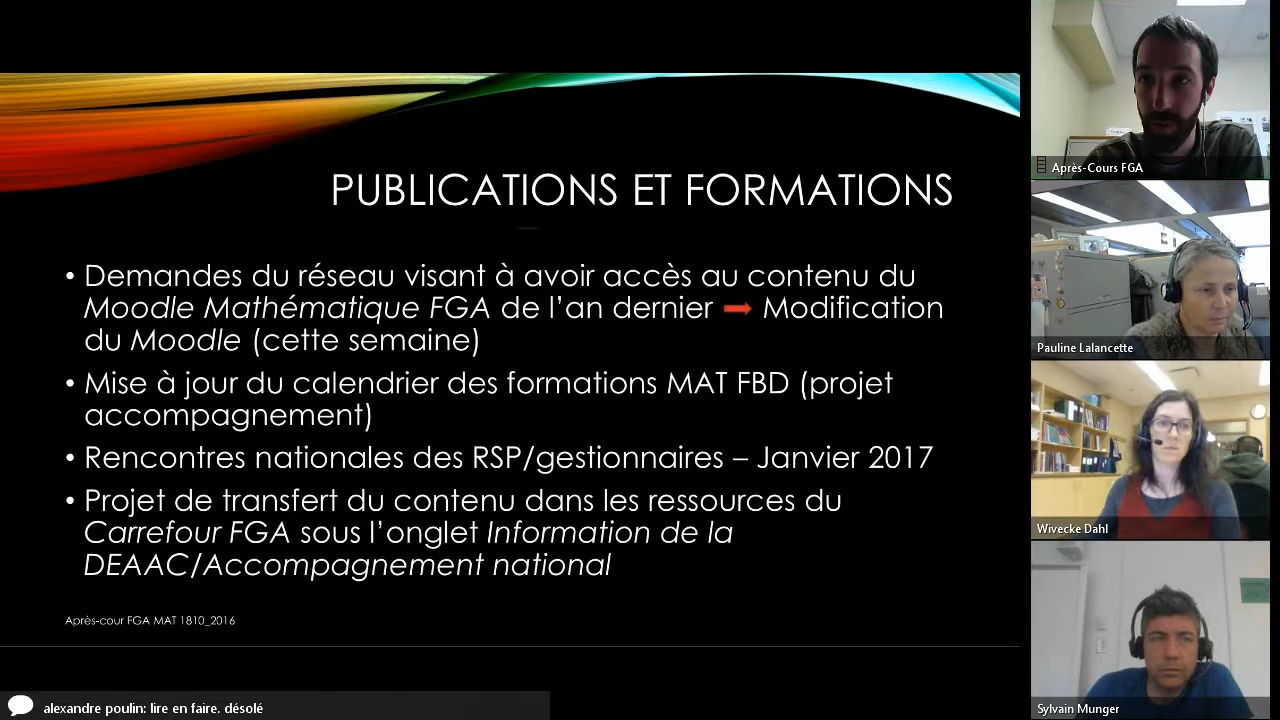 PUBLICATIONS ET FORMATIONS
• Demandes du réseau visant à avoir accès au contenu du
Moodle Mathématique FGA de l’an dernier ➡ Modification
du Moodle (cette semaine)
• Mise à jour du calendrier des formations MAT FBD (projet
accompagnement)
• Rencontres nationales des RSP/gestionnaires – Janvier 2017
• Projet de transfert du contenu dans les ressources du
Carrefour FGA sous l’onglet Information de la
DEAAC/Accompagnement national
Après-cour FGA MAT 1810_2016
alexandre poulin: lire en faire. désolé
Après-Cours FGA
Pauline Lalancette
Wivecke Dahl
Sylvain Munger